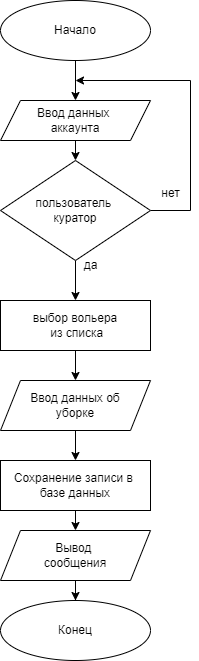 Начало
Ввод данных
аккаунта
пользователь
куратор
нет
да
выбор вольера
из списка
Ввод данных об
уборке
Сохранение записи в
базе данных
Вывод
сообщения
Конец